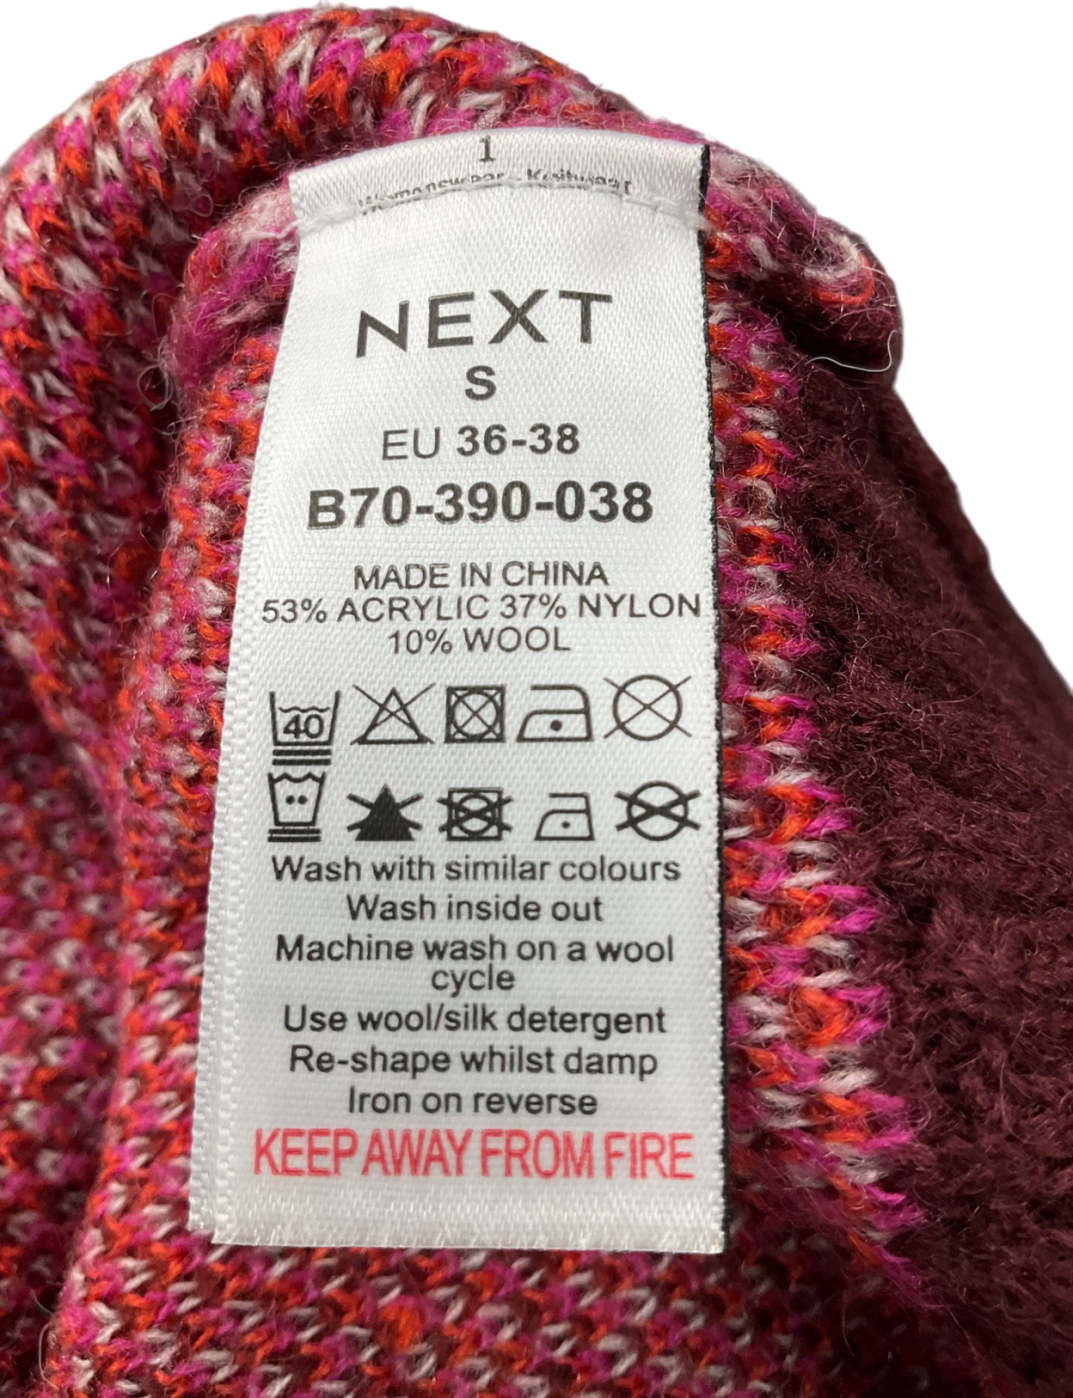 1
Womenswear - Knitwear
NEXT
S
EU 36-38
B70-390-038
MADE IN CHINA
53% ACRYLIC 37% NYLON
10% WOOL
40
Wash with similar colours
Wash inside out
Machine wash on a wool
cycle
Use wool/silk detergent
Re-shape whilst damp
Iron on reverse
KEEP AWAY FROM FIRE